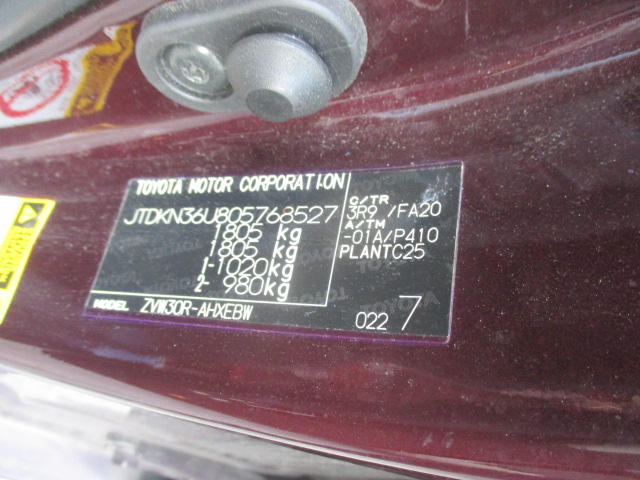 TOYOTA MOTOR CORPORATION
JTDKN36U805768527
1805 kg
1805 kg
1-1020kg
2- 980kg
MODEL ZVW30R-AHXEBW
C/TR
3R9 /FA20
A/TM
-01A/P410
PLANTC25
022 7